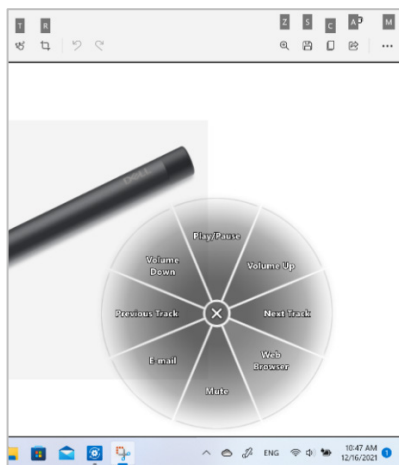 T R Z S C A M
DELL
Play/Pause
Volume
Down
Volume Up
Previous Track
Next Track
E-mail
Web
Browser
Mute
ENG
10:47 AM
12/16/2021
1